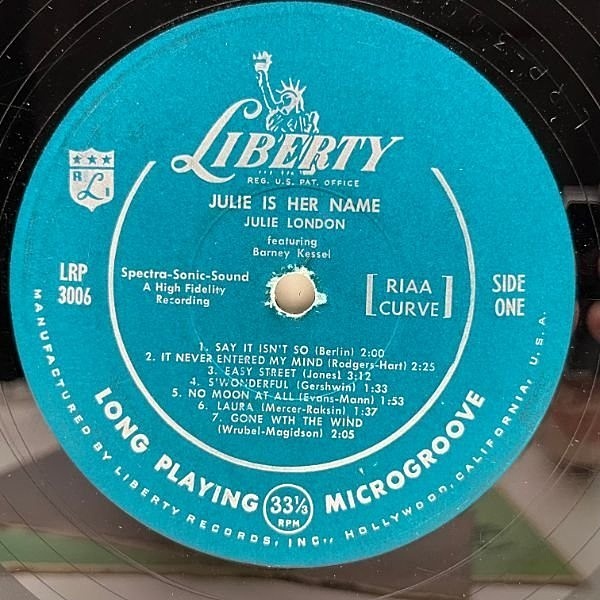 LIBERTY
REG. U.S. PAT. OFFICE
JULIE IS HER NAME
JULIE LONDON
featuring
Barney Kessel
R L I
LRP
3006
Spectra-Sonic-Sound
A High Fidelity
Recording
[RIAA
CURVE]
SIDE
ONE
1. SAY IT ISN'T SO (Berlin) 2:00
2. IT NEVER ENTERED MY MIND (Rodgers-Hart) 2:25
3. EASY STREET (Jones) 3:12
4. S'WONDERFUL (Gershwin) 1:33
5. NO MOON AT ALL (Evans-Mann) 1:53
6. LAURA (Mercer-Raksin) 1:37
7. GONE WTH THE WIND
(Wrubel-Magidson) 2:05
LONG PLAYING 33⅓ RPM MICROGROOVE
MANUFACTURED BY LIBERTY RECORDS, INC., HOLLYWOOD, CALIFORNIA, U.S.A.